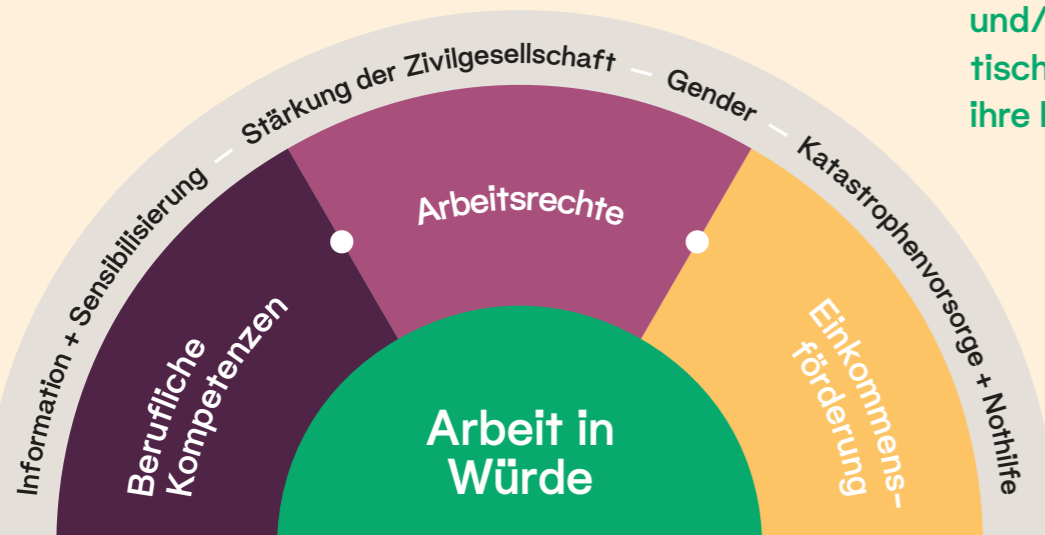 und/
tisch
ihre
Information + Sensibilisierung — Stärkung der Zivilgesellschaft — Gender — Katastrophenvorsorge + Nothilfe
Arbeitsrechte
Berufliche
Kompetenzen
Einkommens-
förderung
Arbeit in
Würde